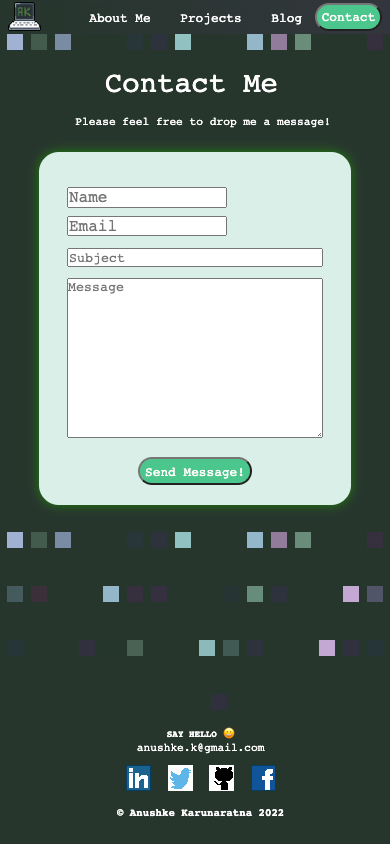 AK
About Me Projects Blog Contact
Contact Me
Please feel free to drop me a message!
Name
Email
Subject
Message
Send Message!
SAY HELLO 😀
anushke.k@gmail.com
in
f
© Anushke Karunaratna 2022